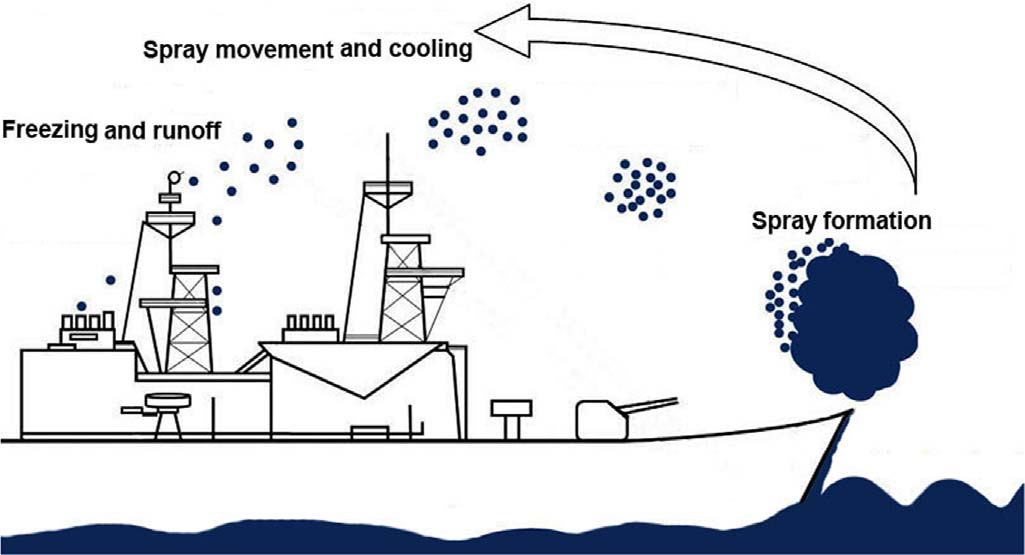 Spray movement and cooling
Freezing and runoff
Spray formation